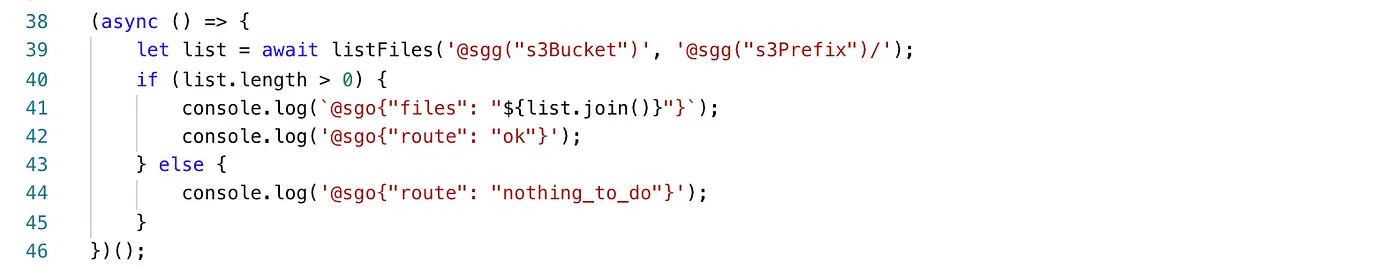 38 (async () => {
39 let list = await listFiles('@sgg("s3Bucket")', '@sgg("s3Prefix")/');
40 if (list.length > 0) {
41 console.log(`@sgo{"files": "${list.join()}"}`);
42 console.log('@sgo{"route": "ok"}');
43 } else {
44 console.log('@sgo{"route": "nothing_to_do"}');
45 }
46 })();